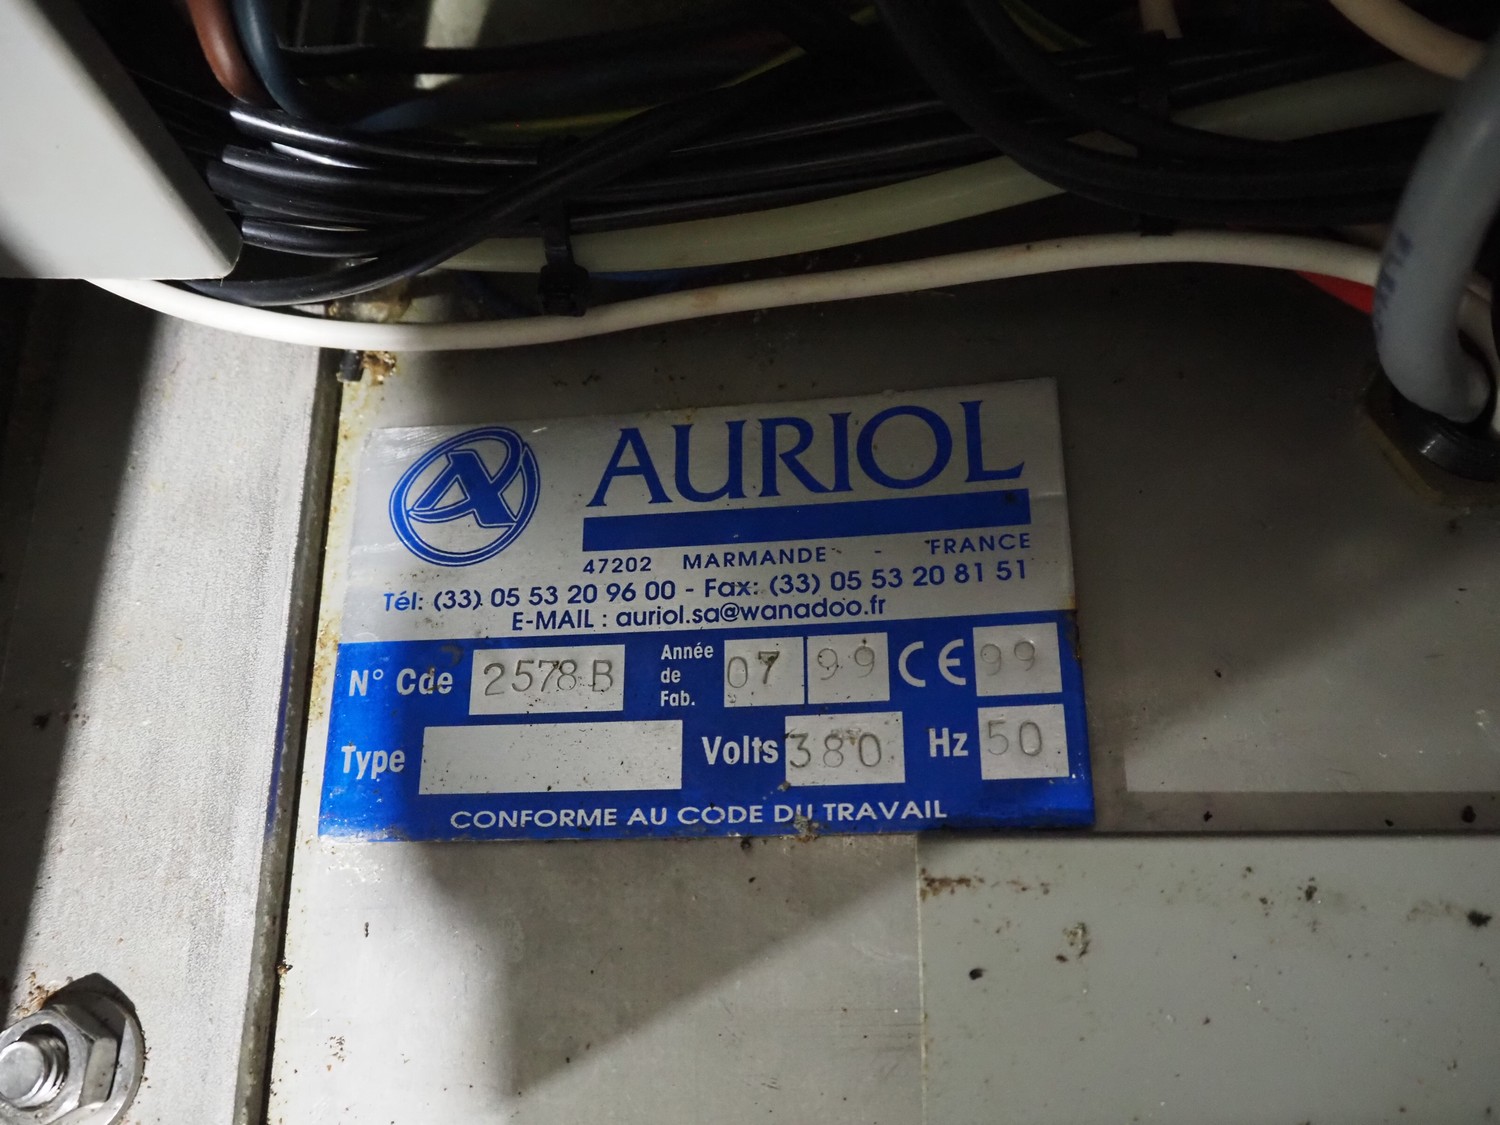 AURIOL
47202 MARMANDE - FRANCE
Tél: (33) 05 53 20 96 00 - Fax: (33) 05 53 20 81 51
E-MAIL : auriol.sa@wanadoo.fr
N° Cde 2578B Année de Fab. 07 99 CE 99
Type Volts 380 Hz 50
CONFORME AU CODE DU TRAVAIL